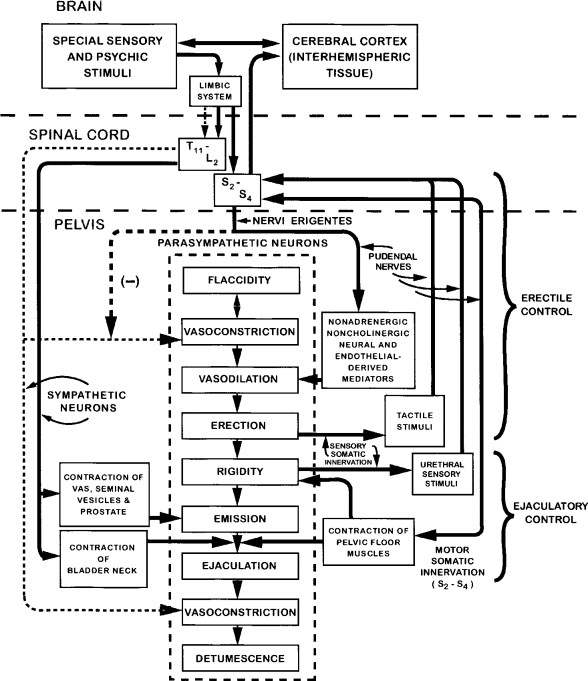 BRAIN
SPECIAL SENSORY
AND PSYCHIC
STIMULI
CEREBRAL CORTEX
(INTERHEMISPHERIC
TISSUE)
LIMBIC
SYSTEM
SPINAL CORD
T11-
L2
S2-
S4
PELVIS
NERVI ERIGENTES
PARASYMPATHETIC NEURONS
PUDENDAL
NERVES
(–)
FLACCIDITY
VASOCONSTRICTION
NONADRENERGIC
NONCHOLINERGIC
NEURAL AND
ENDOTHELIAL-
DERIVED
MEDIATORS
ERECTILE
CONTROL
VASODILATION
SYMPATHETIC
NEURONS
TACTILE
STIMULI
ERECTION
SENSORY
SOMATIC
INNERVATION
RIGIDITY
URETHRAL
SENSORY
STIMULI
CONTRACTION OF
VAS, SEMINAL
VESICLES &
PROSTATE
EJACULATORY
CONTROL
EMISSION
CONTRACTION OF
PELVIC FLOOR
MUSCLES
CONTRACTION
OF
BLADDER NECK
MOTOR
SOMATIC
INNERVATION
(S2 - S4)
EJACULATION
VASOCONSTRICTION
DETUMESCENCE